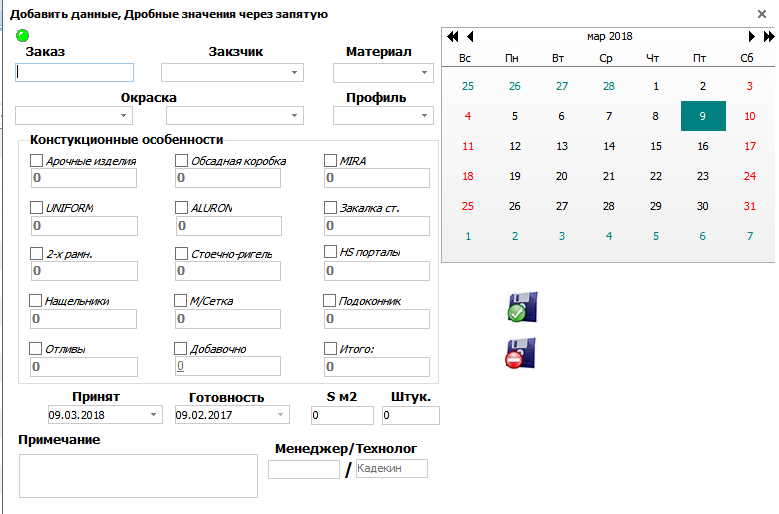 Добавить данные, Дробные значения через запятую
Заказ Закзчик Материал
Окраска Профиль
Констукционные особенности
Арочные изделия Обсадная коробка MIRA
0 0 0
UNIFORM ALURON Закалка ст.
0 0 0
2-х рамн. Стоечно-ригель HS порталы
0 0 0
Нащельники М/Сетка Подоконник
0 0 0
Отливы Добавочно Итого:
0 0 0
Принят Готовность S м2 Штук.
09.03.2018 09.02.2017 0 0
Примечание
Менеджер/Технолог
/ Кадекин
мар 2018
Вс Пн Вт Ср Чт Пт Сб
25 26 27 28 1 2 3
4 5 6 7 8 9 10
11 12 13 14 15 16 17
18 19 20 21 22 23 24
25 26 27 28 29 30 31
1 2 3 4 5 6 7